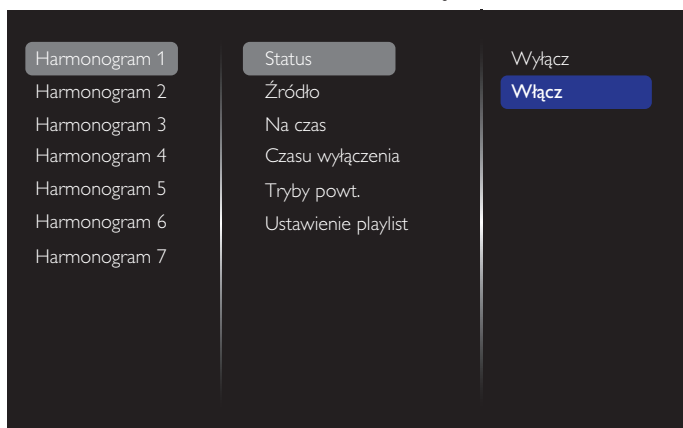 Harmonogram 1
Harmonogram 2
Harmonogram 3
Harmonogram 4
Harmonogram 5
Harmonogram 6
Harmonogram 7
Status
Źródło
Na czas
Czasu wyłączenia
Tryby powt.
Ustawienie playlist
Wyłącz
Włącz